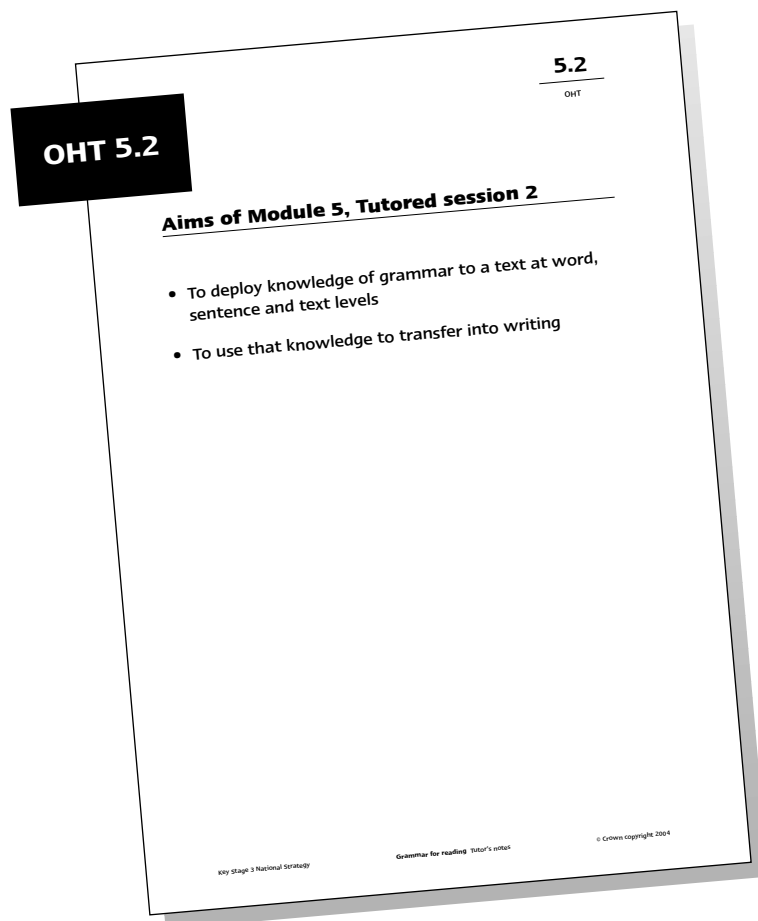 5.2
OHT
OHT 5.2
Aims of Module 5, Tutored session 2
• To deploy knowledge of grammar to a text at word,
sentence and text levels
• To use that knowledge to transfer into writing
Key Stage 3 National Strategy
Grammar for reading Tutor's notes
© Crown copyright 2004